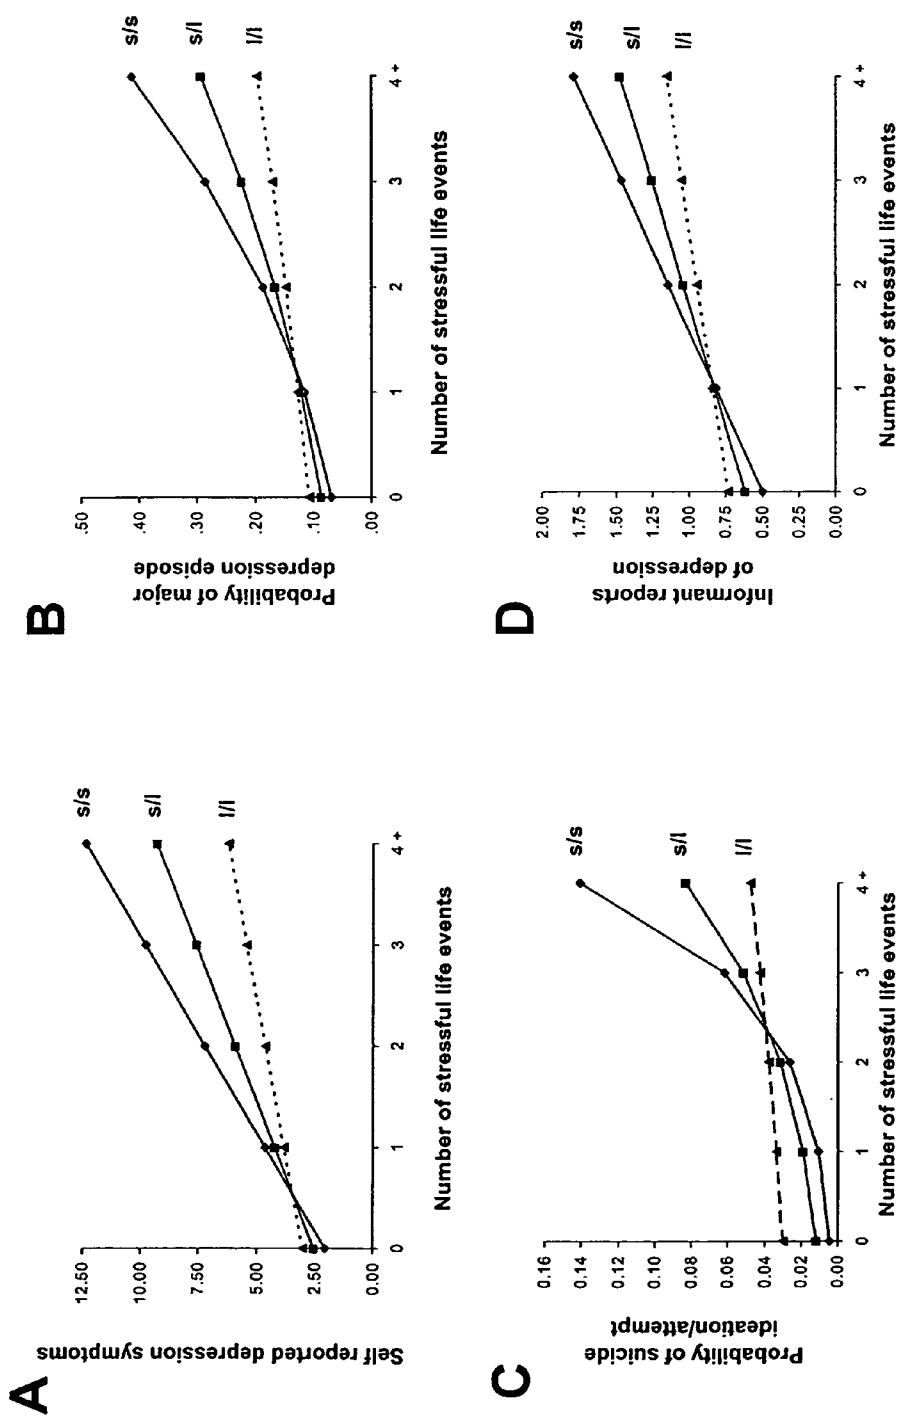 A
Self reported depression symptoms
12.50
10.00
7.50
5.00
2.50
0.00
0 1 2 3 4 +
Number of stressful life events
s/s
s/l
l/l
B
Probability of major
depression episode
.50
.40
.30
.20
.10
.00
0 1 2 3 4 +
Number of stressful life events
s/s
s/l
l/l
C
Probability of suicide
ideation/attempt
0.16
0.14
0.12
0.10
0.08
0.06
0.04
0.02
0.00
0 1 2 3 4 +
Number of stressful life events
s/s
s/l
l/l
D
Informant reports
of depression
2.00
1.75
1.50
1.25
1.00
0.75
0.50
0.25
0.00
0 1 2 3 4 +
Number of stressful life events
s/s
s/l
l/l